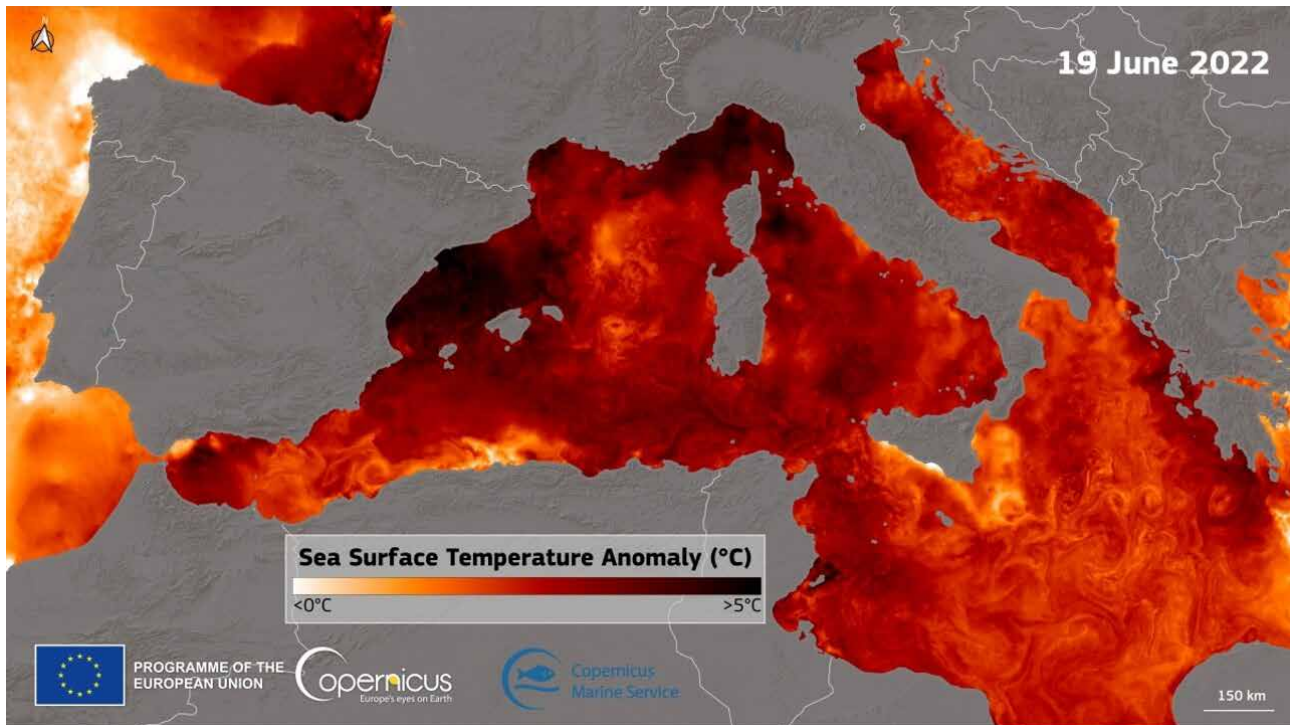 19 June 2022
Sea Surface Temperature Anomaly (°C)
<0°C >5°C
PROGRAMME OF THE
EUROPEAN UNION
opernicus
Europe's eyes on Earth
Copernicus
Marine Service
150 km